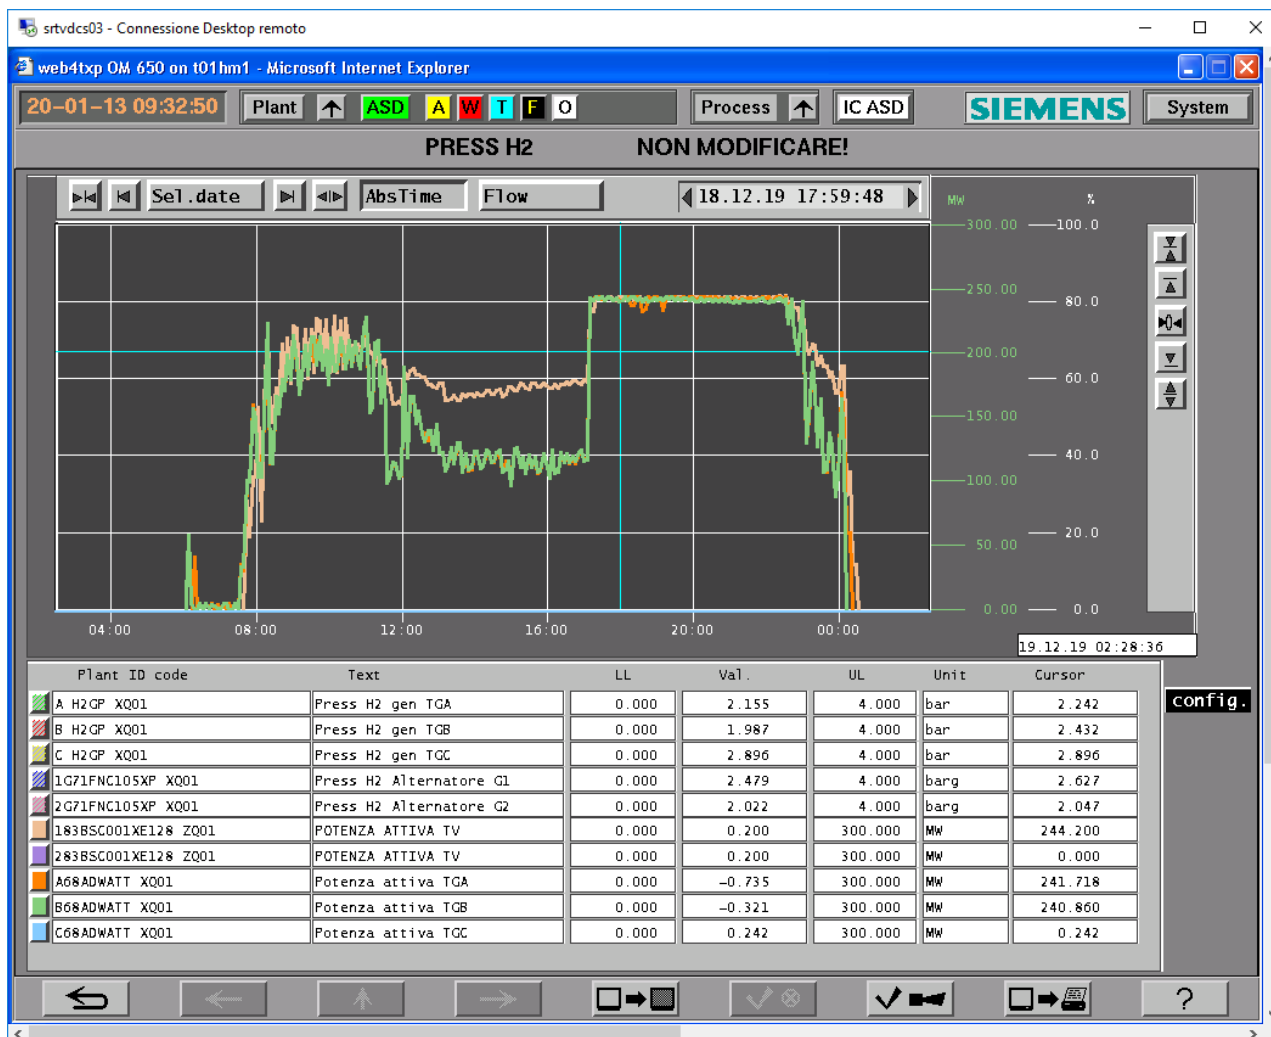 srtvdcs03 - Connessione Desktop remoto
web4txp OM 650 on t01hm1 - Microsoft Internet Explorer
20-01-13 09:32:50 Plant ASD A W T F O Process IC ASD SIEMENS System
PRESS H2 NON MODIFICARE!
Sel.date AbsTime Flow 18.12.19 17:59:48
MW %
300.00 100.0
250.00 80.0
200.00
60.0
150.00
40.0
100.00
20.0
50.00
0.00 0.0
04:00 08:00 12:00 16:00 20:00 00:00
19.12.19 02:28:36
Plant ID code Text LL Val. UL Unit Cursor
A H2GP XQ01 Press H2 gen TGA 0.000 2.155 4.000 bar 2.242
config.
B H2GP XQ01 Press H2 gen TGB 0.000 1.987 4.000 bar 2.432
C H2GP XQ01 Press H2 gen TGC 0.000 2.896 4.000 bar 2.896
1G71FNC105XP XQ01 Press H2 Alternatore G1 0.000 2.479 4.000 barg 2.627
2G71FNC105XP XQ01 Press H2 Alternatore G2 0.000 2.022 4.000 barg 2.047
183BSC001XE128 ZQ01 POTENZA ATTIVA TV 0.000 0.200 300.000 MW 244.200
283BSC001XE128 ZQ01 POTENZA ATTIVA TV 0.000 0.200 300.000 MW 0.000
A68ADWATT XQ01 Potenza attiva TGA 0.000 -0.735 300.000 MW 241.718
B68ADWATT XQ01 Potenza attiva TGB 0.000 -0.321 300.000 MW 240.860
C68ADWATT XQ01 Potenza attiva TGC 0.000 0.242 300.000 MW 0.242
?